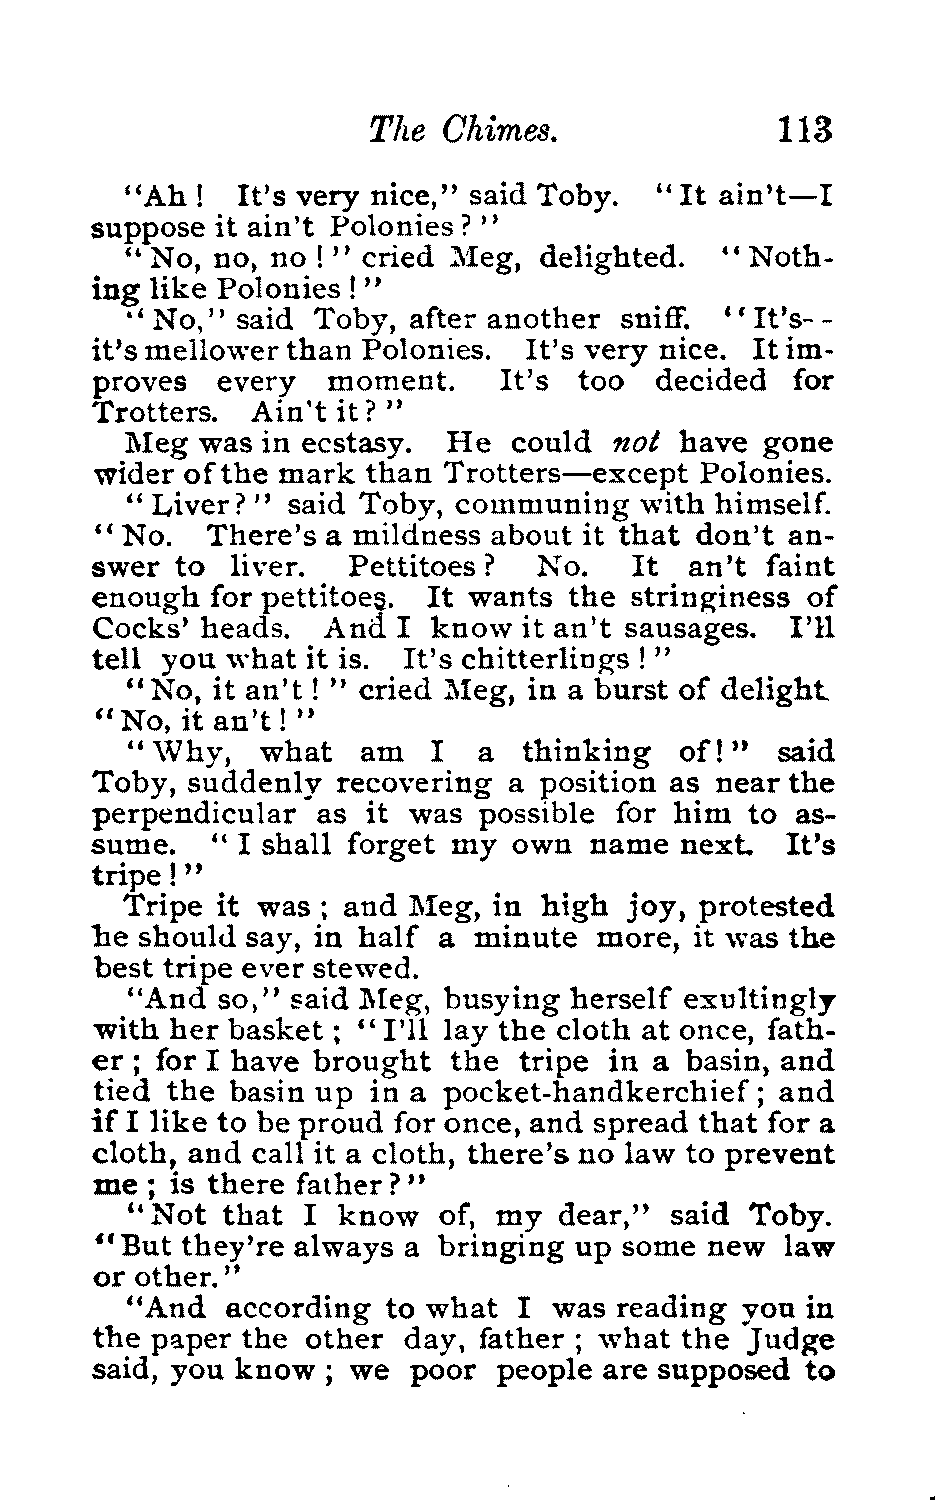 The Chimes. 113
"Ah! It's very nice," said Toby. "It ain't—I
suppose it ain't Polonies?"
"No, no, no!" cried Meg, delighted. "Noth-
ing like Polonies!"
"No," said Toby, after another sniff. "It's--
it's mellower than Polonies. It's very nice. It im-
proves every moment. It's too decided for
Trotters. Ain't it?"
Meg was in ecstasy. He could not have gone
wider of the mark than Trotters—except Polonies.
"Liver?" said Toby, communing with himself.
"No. There's a mildness about it that don't an-
swer to liver. Pettitoes? No. It an't faint
enough for pettitoes. It wants the stringiness of
Cocks' heads. And I know it an't sausages. I'll
tell you what it is. It's chitterlings!"
"No, it an't!" cried Meg, in a burst of delight.
"No, it an't!"
"Why, what am I a thinking of!" said
Toby, suddenly recovering a position as near the
perpendicular as it was possible for him to as-
sume. "I shall forget my own name next. It's
tripe!"
Tripe it was; and Meg, in high joy, protested
he should say, in half a minute more, it was the
best tripe ever stewed.
"And so," said Meg, busying herself exultingly
with her basket; "I'll lay the cloth at once, fath-
er; for I have brought the tripe in a basin, and
tied the basin up in a pocket-handkerchief; and
if I like to be proud for once, and spread that for a
cloth, and call it a cloth, there's no law to prevent
me; is there father?"
"Not that I know of, my dear," said Toby.
"But they're always a bringing up some new law
or other."
"And according to what I was reading you in
the paper the other day, father; what the Judge
said, you know; we poor people are supposed to